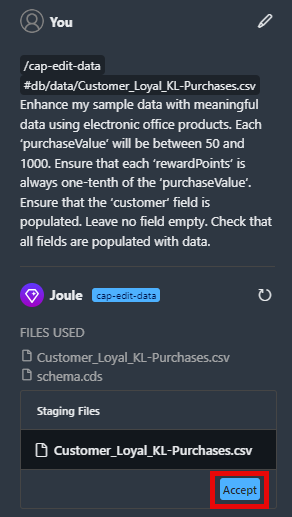 You
/cap-edit-data
#db/data/Customer_Loyal_KL-Purchases.csv
Enhance my sample data with meaningful
data using electronic office products. Each
‘purchaseValue’ will be between 50 and
1000. Ensure that each ‘rewardPoints’ is
always one-tenth of the ‘purchaseValue’.
Ensure that the ‘customer’ field is
populated. Leave no field empty. Check that
all fields are populated with data.
Joule cap-edit-data
FILES USED
Customer_Loyal_KL-Purchases.csv
schema.cds
Staging Files
Customer_Loyal_KL-Purchases.csv
Accept